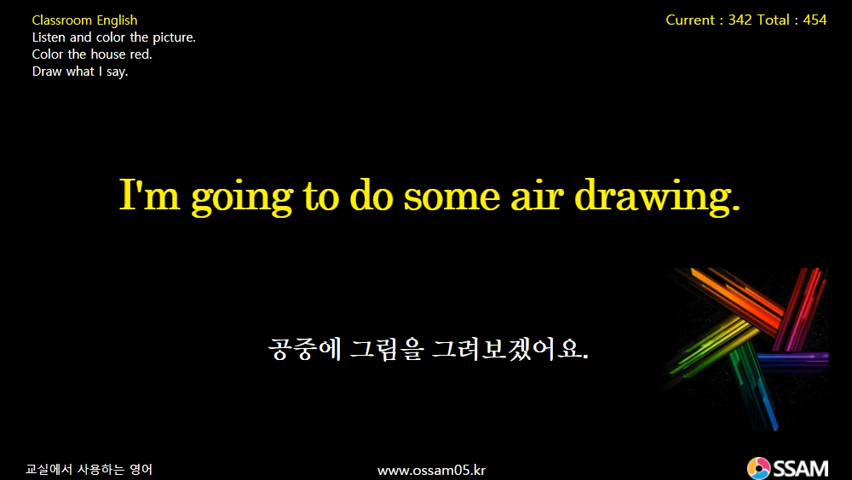 Classroom English
Current : 342 Total : 454
Listen and color the picture.
Color the house red.
Draw what I say.
I'm going to do some air drawing.
공중에 그림을 그려보겠어요.
교실에서 사용하는 영어
www.ossam05.kr
SSAM